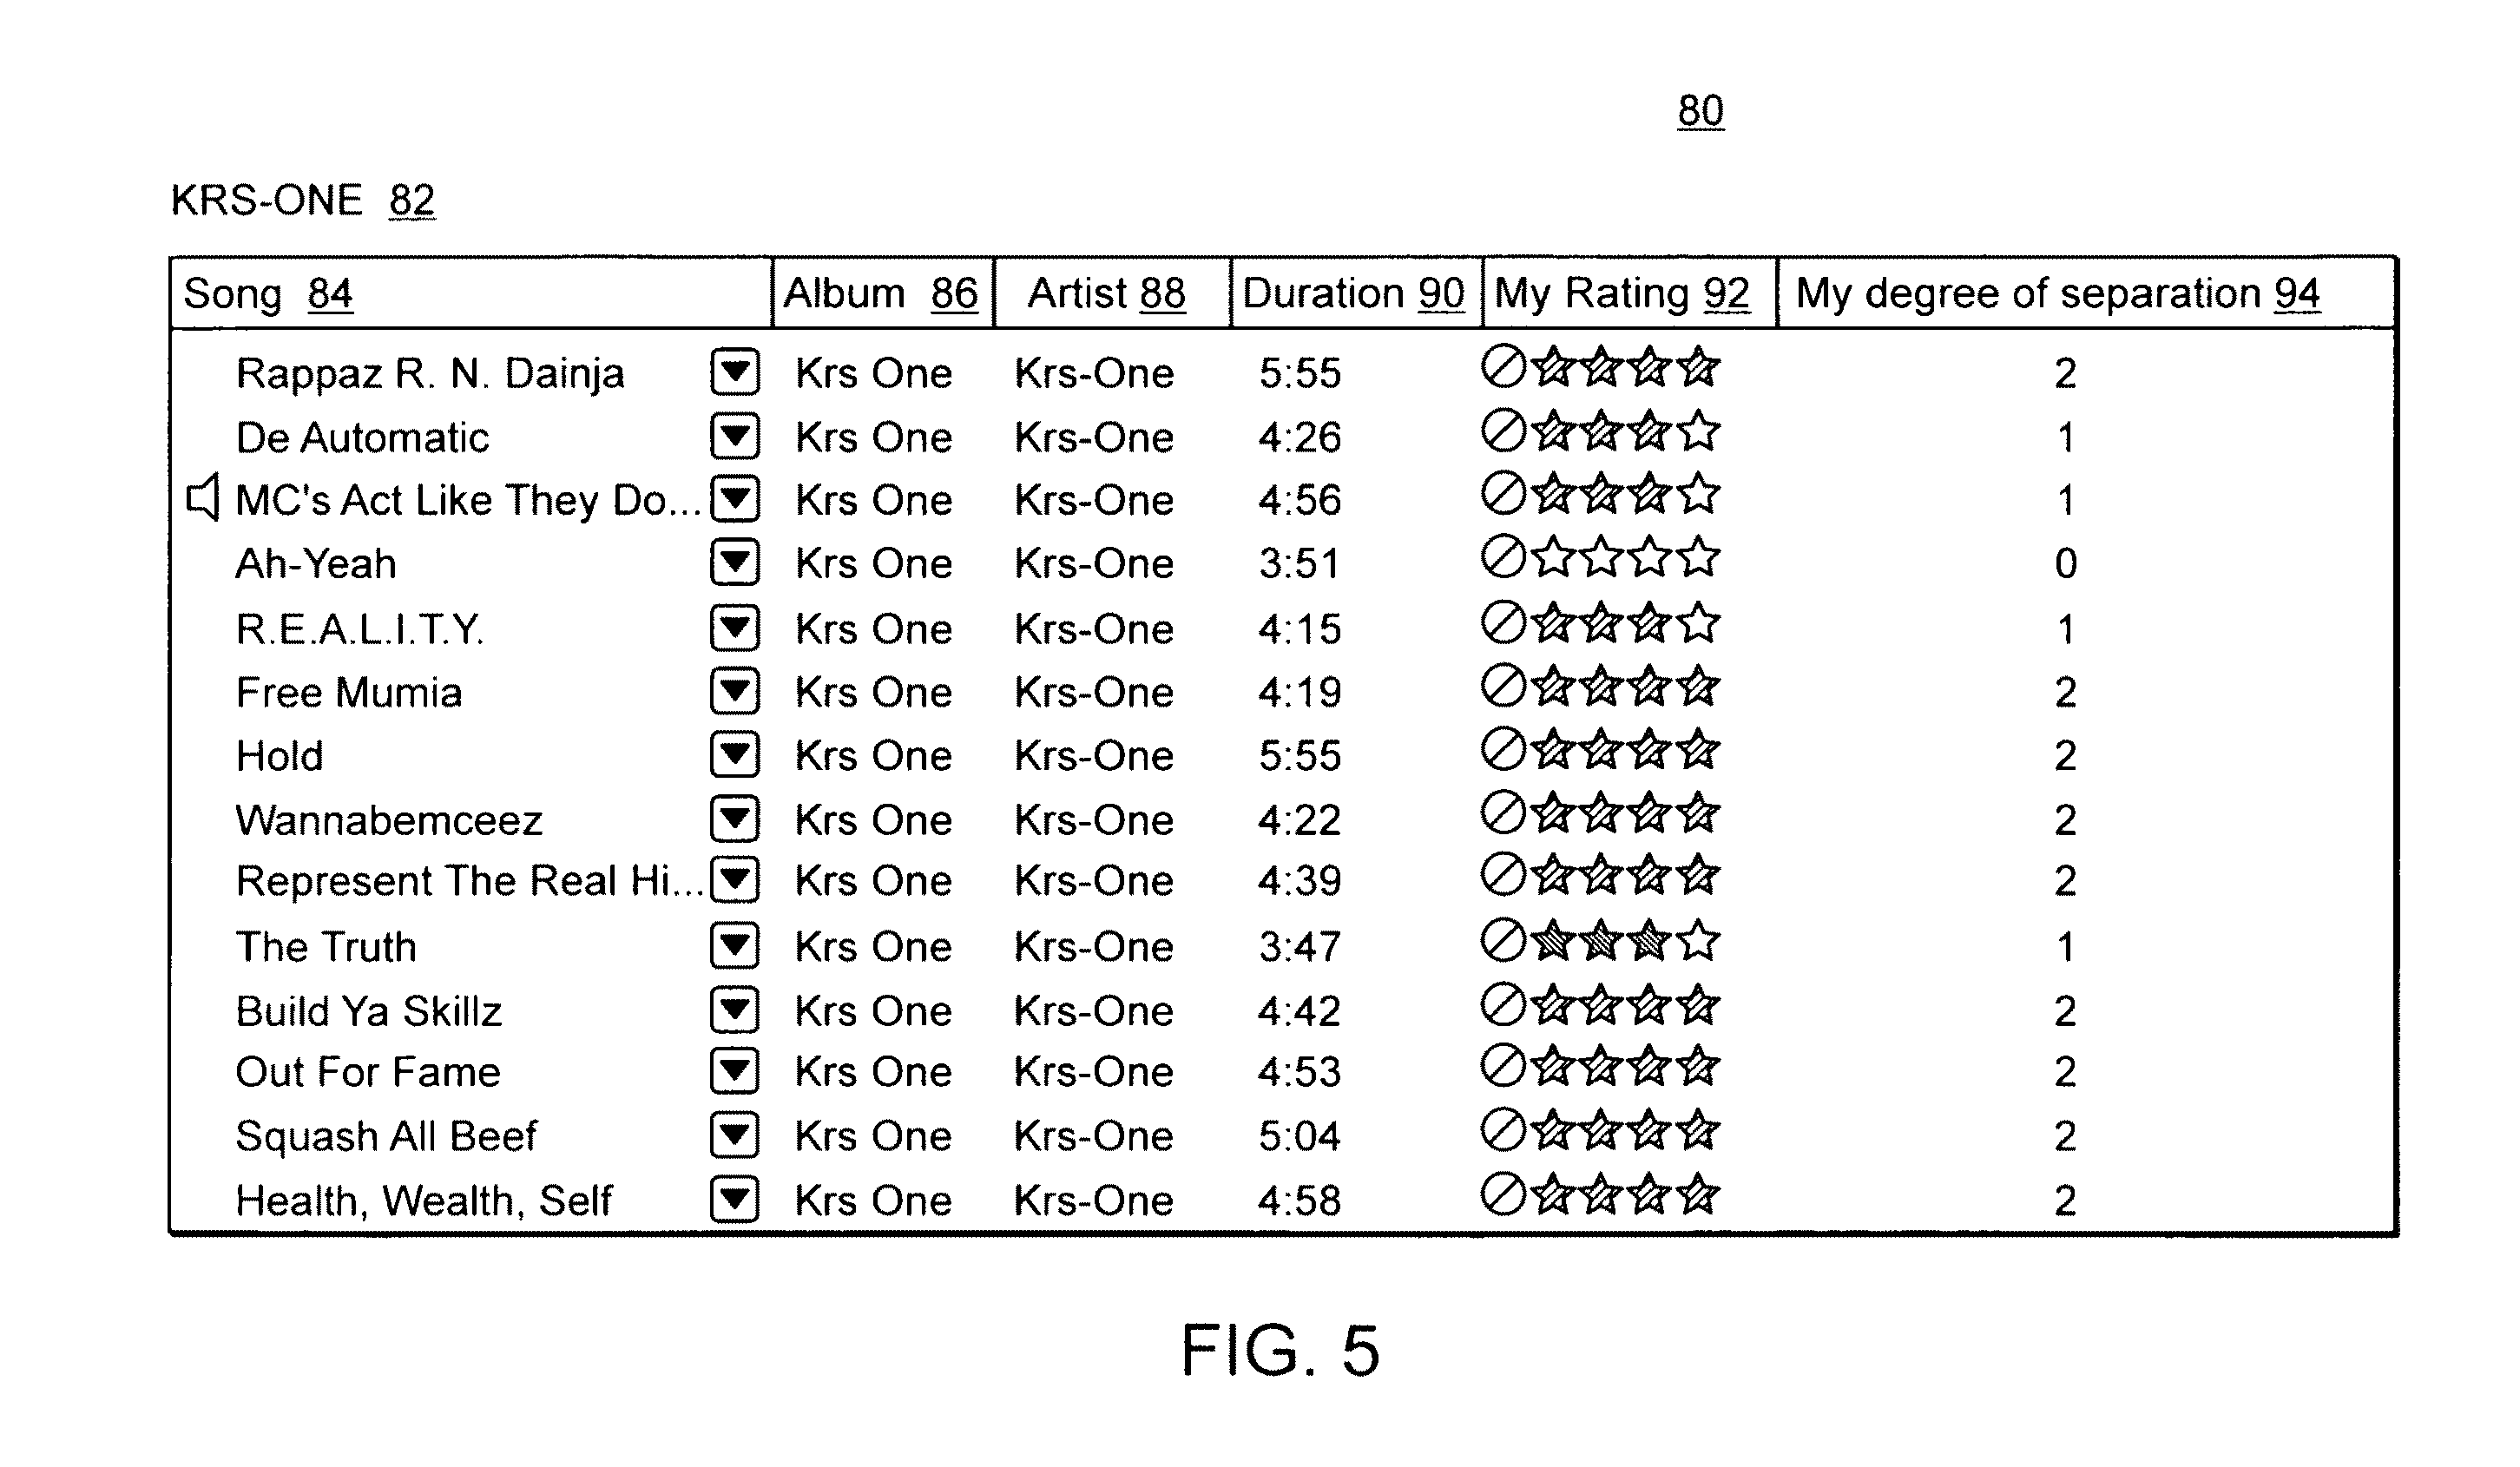 80
KRS-ONE 82
Song 84 Album 86 Artist 88 Duration 90 My Rating 92 My degree of separation 94
Rappaz R. N. Dainja Krs One Krs-One 5:55 2
De Automatic Krs One Krs-One 4:26 1
MC's Act Like They Do... Krs One Krs-One 4:56 1
Ah-Yeah Krs One Krs-One 3:51 0
R.E.A.L.I.T.Y. Krs One Krs-One 4:15 1
Free Mumia Krs One Krs-One 4:19 2
Hold Krs One Krs-One 5:55 2
Wannabemceez Krs One Krs-One 4:22 2
Represent The Real Hi... Krs One Krs-One 4:39 2
The Truth Krs One Krs-One 3:47 1
Build Ya Skillz Krs One Krs-One 4:42 2
Out For Fame Krs One Krs-One 4:53 2
Squash All Beef Krs One Krs-One 5:04 2
Health, Wealth, Self Krs One Krs-One 4:58 2
FIG. 5